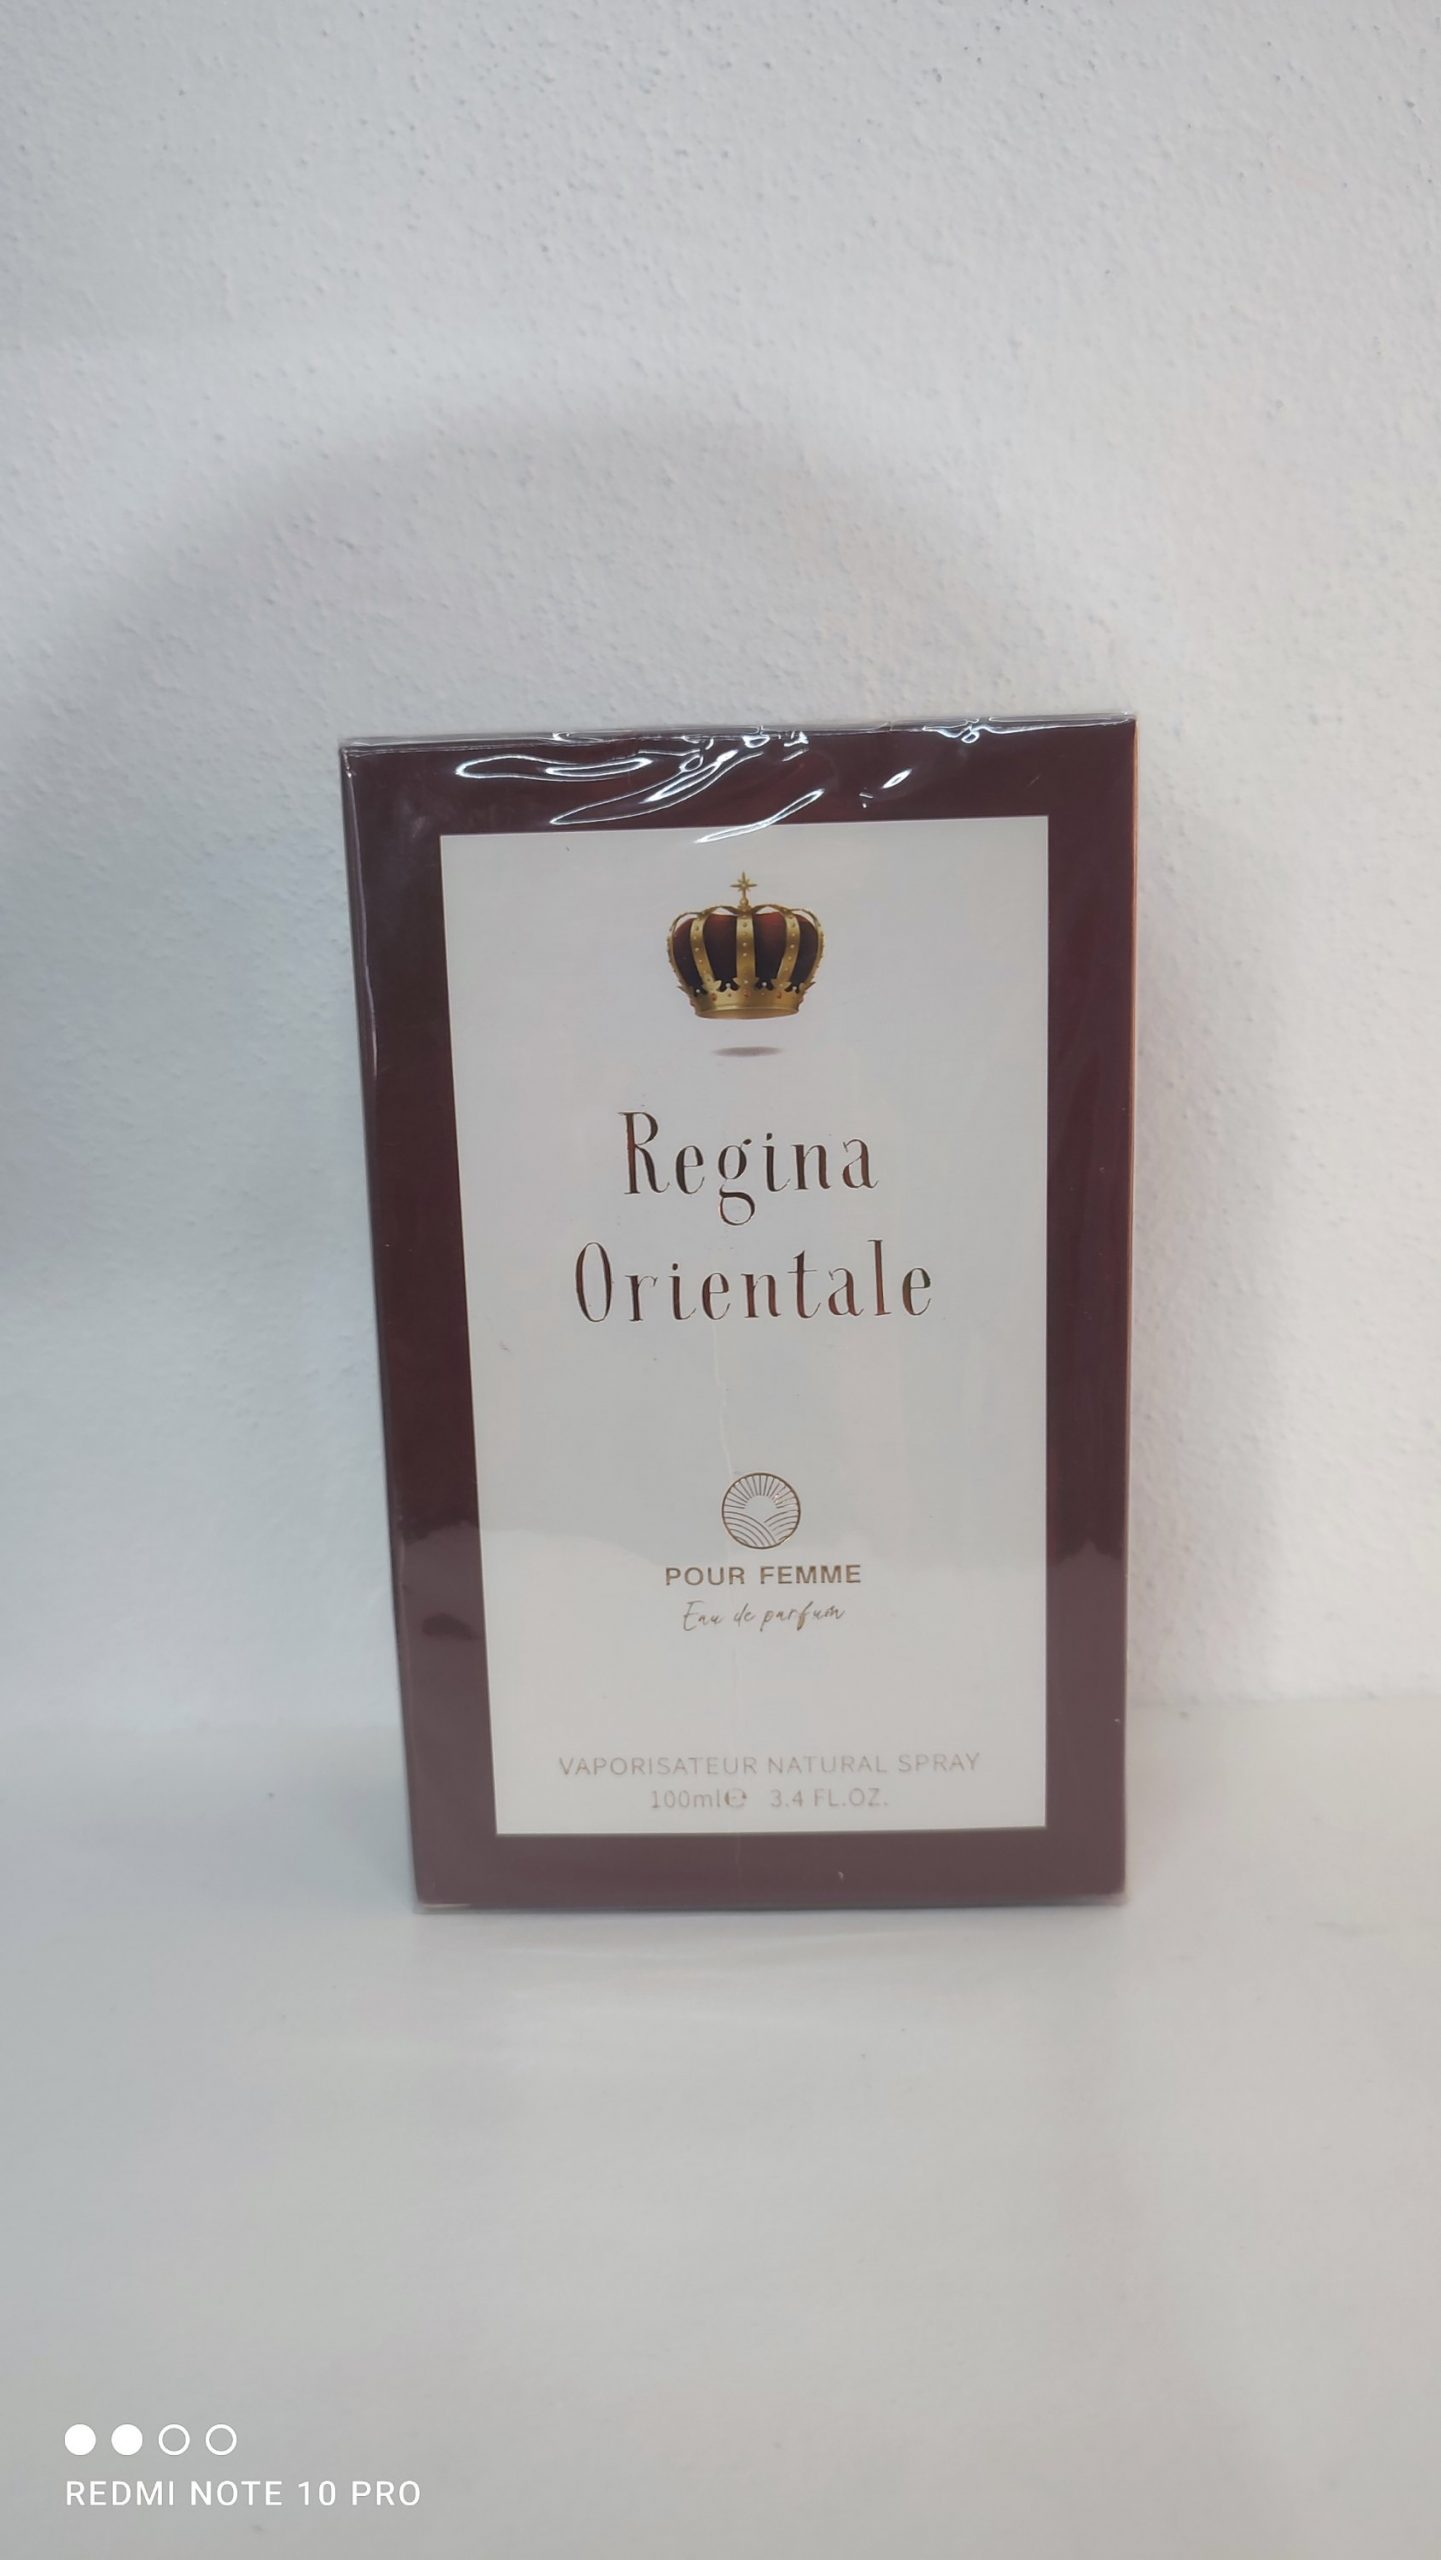 Regina
Orientale
POUR FEMME
Eau de parfum
VAPORISATEUR NATURAL SPRAY
100ml℮ 3.4 FL.OZ.
REDMI NOTE 10 PRO